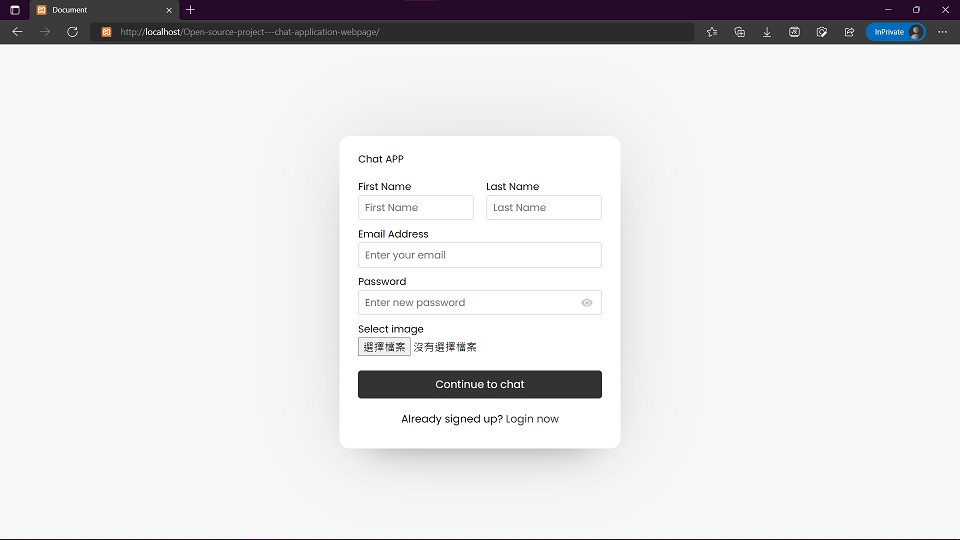 Document
http://localhost/Open-source-project---chat-application-webpage/
InPrivate
Chat APP
First Name Last Name
First Name Last Name
Email Address
Enter your email
Password
Enter new password
Select image
選擇檔案 沒有選擇檔案
Continue to chat
Already signed up? Login now